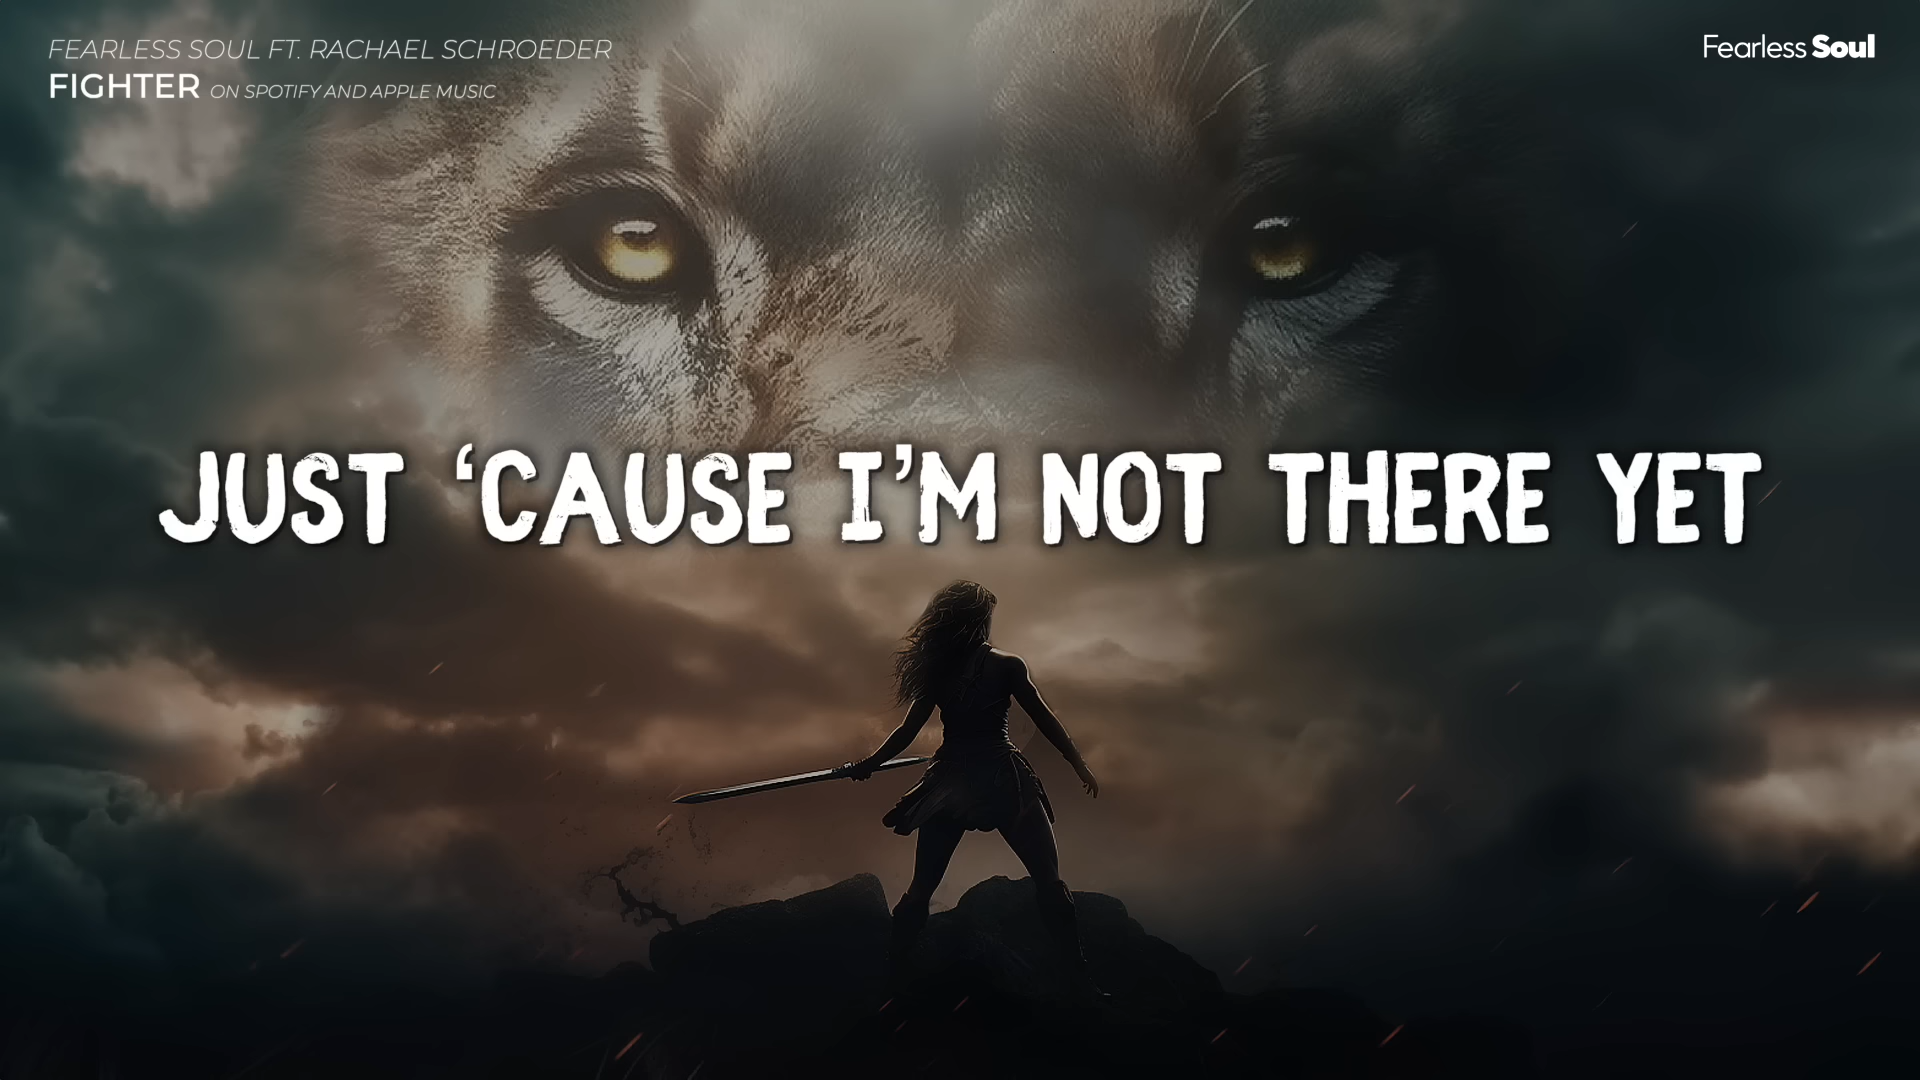 FEARLESS SOUL FT. RACHAEL SCHROEDER
FIGHTER ON SPOTIFY AND APPLE MUSIC
Fearless Soul
JUST ‘CAUSE I’M NOT THERE YET